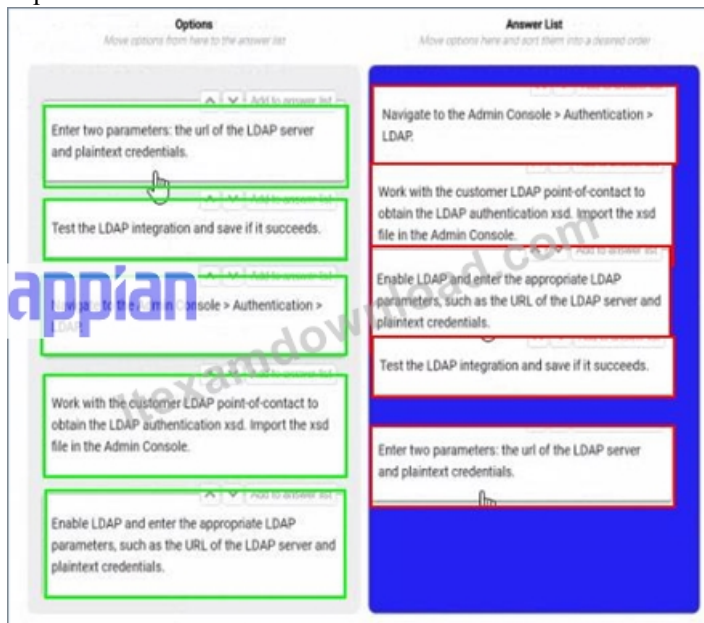 Options
Move options from here to the answer list
Add to answer list
Enter two parameters: the url of the LDAP server
and plaintext credentials.
Add to answer list
Test the LDAP integration and save if it succeeds.
Add to answer list
appian
Navigate to the Admin Console > Authentication >
LDAP.
Add to answer list
Work with the customer LDAP point-of-contact to
obtain the LDAP authentication xsd. Import the xsd
file in the Admin Console.
Add to answer list
Enable LDAP and enter the appropriate LDAP
parameters, such as the URL of the LDAP server and
plaintext credentials.
Answer List
Move options here and sort them into a desired order
Navigate to the Admin Console > Authentication >
LDAP.
Work with the customer LDAP point-of-contact to
obtain the LDAP authentication xsd. Import the xsd
file in the Admin Console.
Add to answer list
Enable LDAP and enter the appropriate LDAP
parameters, such as the URL of the LDAP server and
plaintext credentials.
Test the LDAP integration and save if it succeeds.
Enter two parameters: the url of the LDAP server
and plaintext credentials.
itexamdownload.com